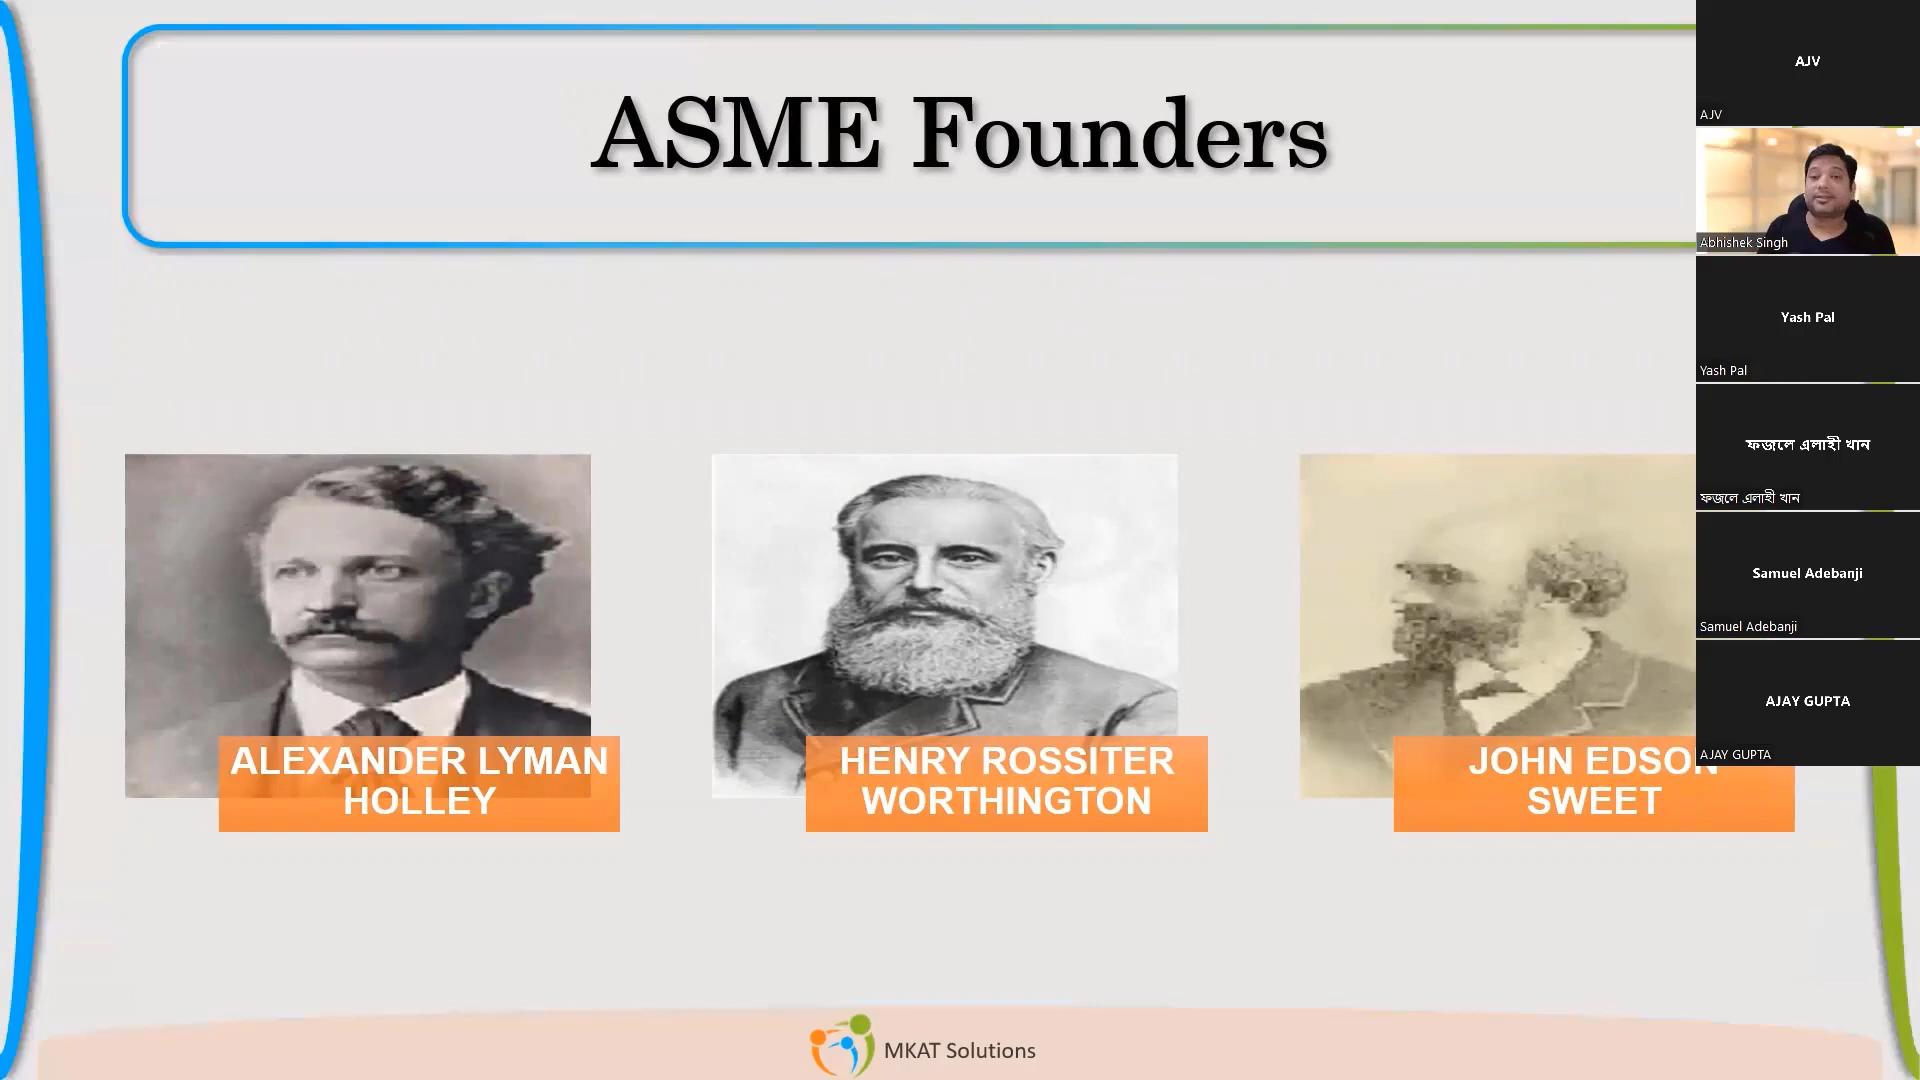 ASME Founders
ALEXANDER LYMAN
HOLLEY
HENRY ROSSITER
WORTHINGTON
JOHN EDSON
SWEET
MKAT Solutions
AJV
AJV
Abhishek Singh
Yash Pal
Yash Pal
ফজলে এলাহী খান
ফজলে এলাহী খান
Samuel Adebanji
Samuel Adebanji
AJAY GUPTA
AJAY GUPTA